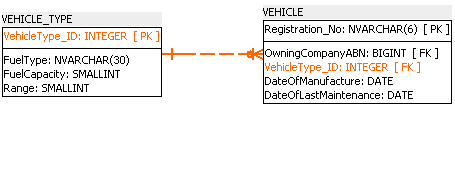 VEHICLE_TYPE
VehicleType_ID: INTEGER [ PK ]
FuelType: NVARCHAR(30)
FuelCapacity: SMALLINT
Range: SMALLINT
VEHICLE
Registration_No: NVARCHAR(6) [ PK ]
OwningCompanyABN: BIGINT [ FK ]
VehicleType_ID: INTEGER [ FK ]
DateOfManufacture: DATE
DateOfLastMaintenance: DATE